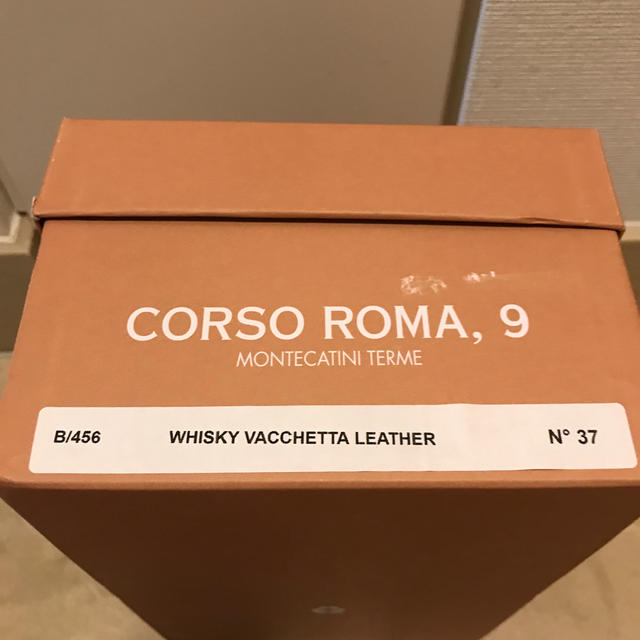 CORSO ROMA, 9
MONTECATINI TERME
B/456 WHISKY VACCHETTA LEATHER N° 37